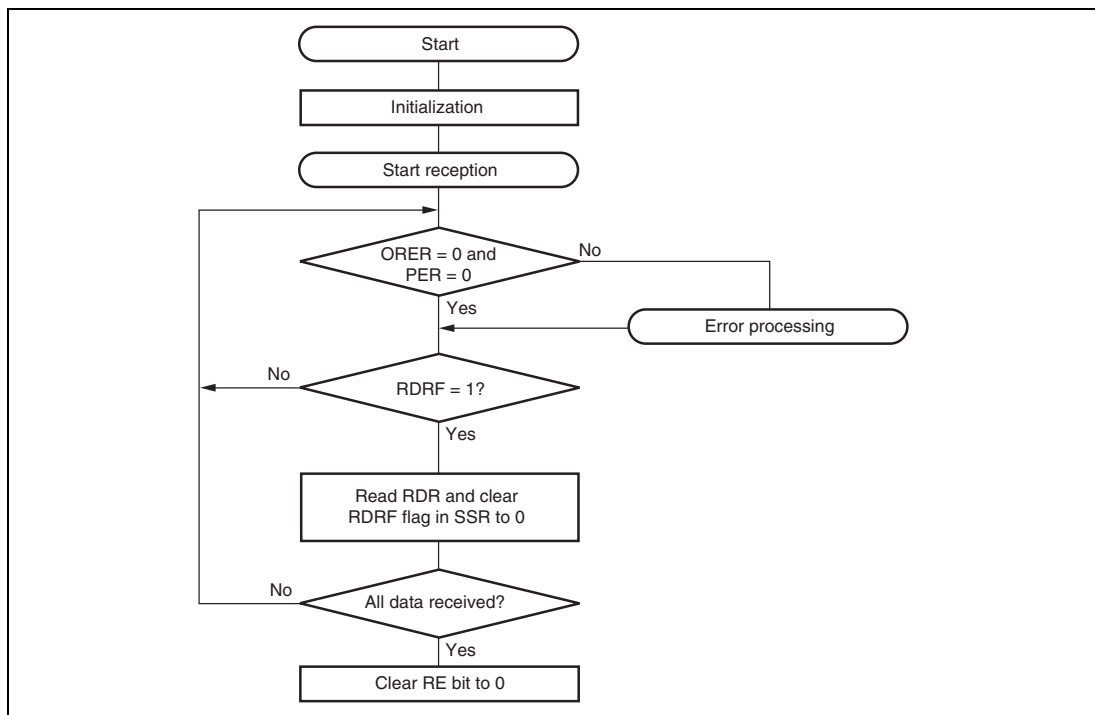 Start
Initialization
Start reception
ORER = 0 and
PER = 0
No
Yes
Error processing
No
RDRF = 1?
Yes
Read RDR and clear
RDRF flag in SSR to 0
No
All data received?
Yes
Clear RE bit to 0